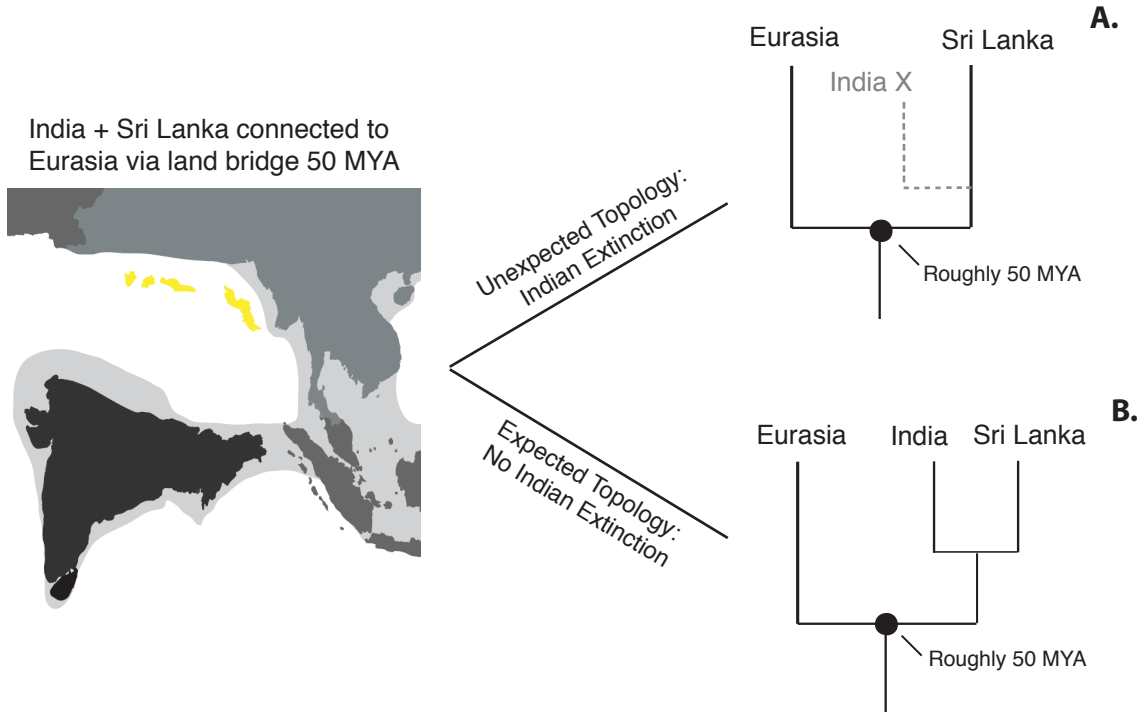 India + Sri Lanka connected to
Eurasia via land bridge 50 MYA
Unexpected Topology:
Indian Extinction
Expected Topology:
No Indian Extinction
A.
Eurasia
Sri Lanka
India X
Roughly 50 MYA
B.
Eurasia
India
Sri Lanka
Roughly 50 MYA